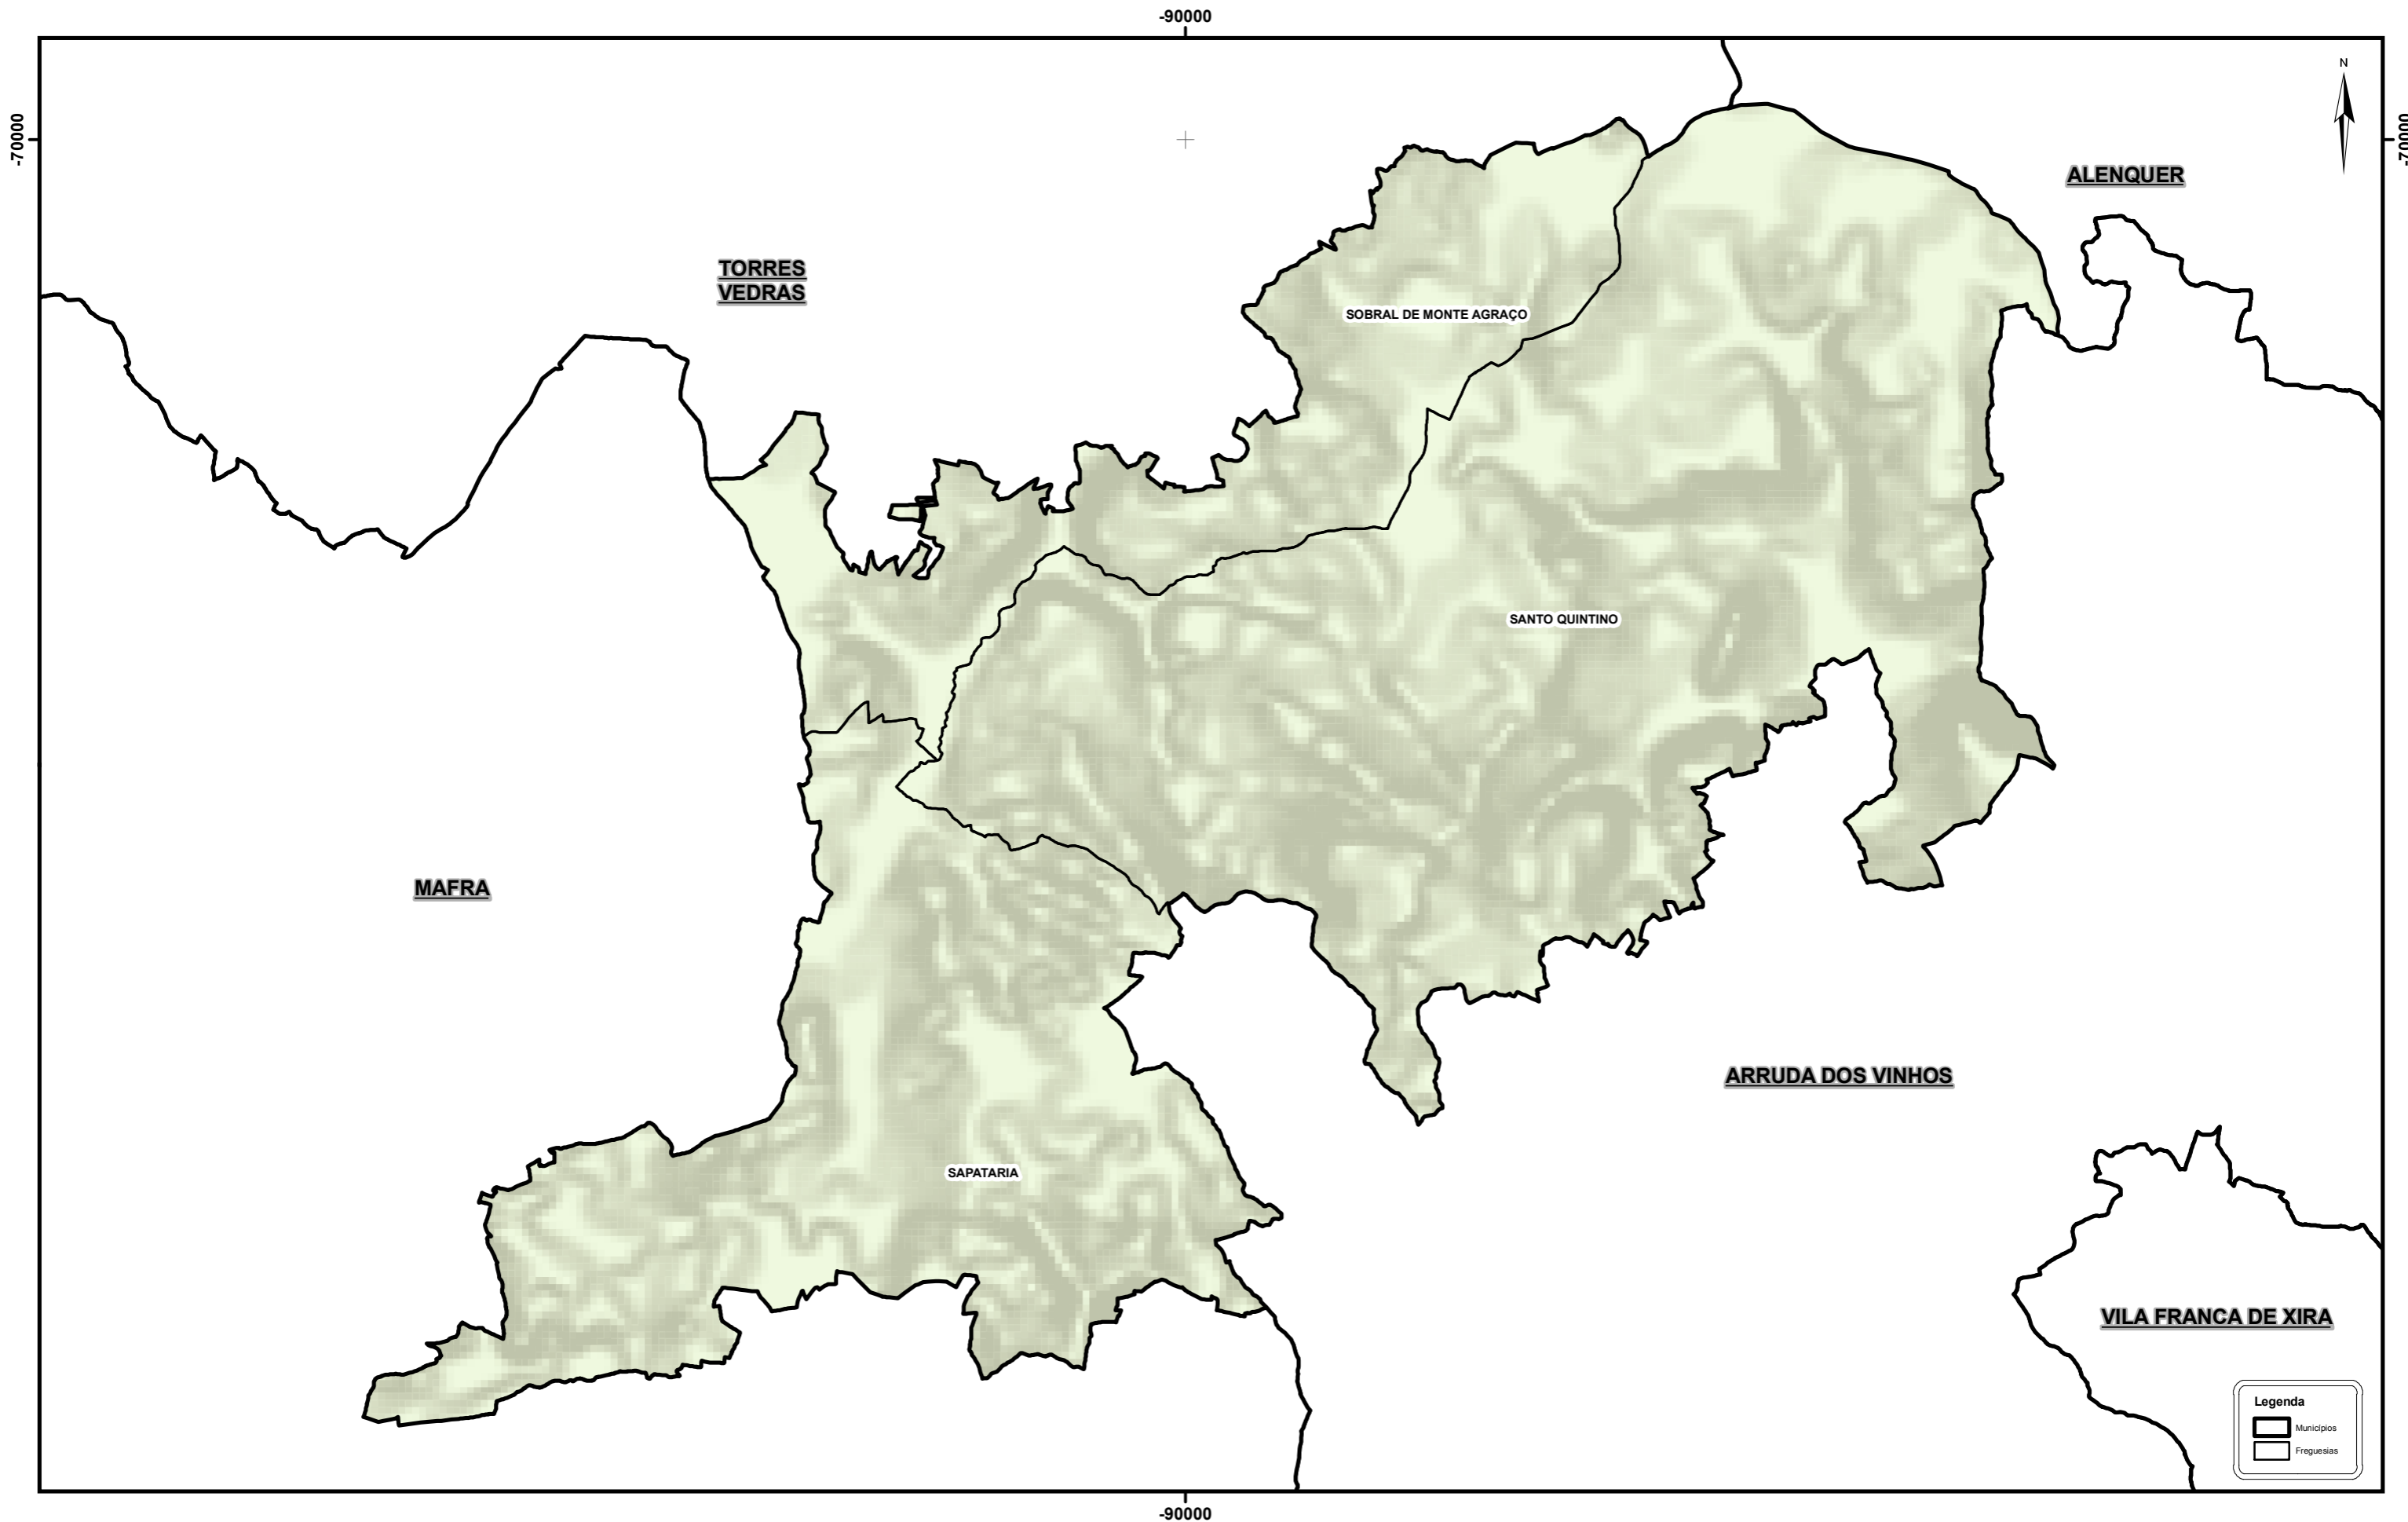 -90000
N
-70000
-70000
ALENQUER
TORRES
VEDRAS
SOBRAL DE MONTE AGRAÇO
SANTO QUINTINO
MAFRA
ARRUDA DOS VINHOS
SAPATARIA
VILA FRANCA DE XIRA
Legenda
Municípios
Freguesias
-90000